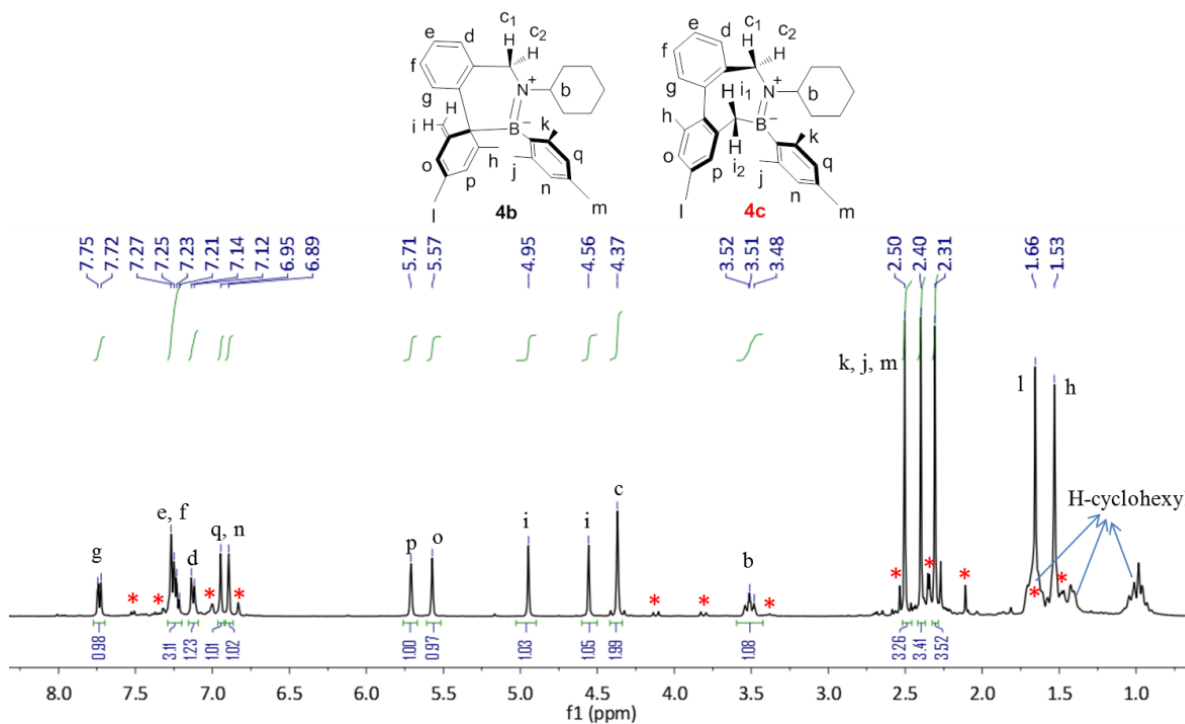 c1
H
c2
H
d
e
f
g
N+
b
H
i H
B-
k
o
h
q
j
p
n
l
m
4b
c1
H
c2
H
d
e
f
g
H i1
N+
b
h
B-
k
H
i2
o
q
p
j
n
l
m
4c
7.75
7.72
7.27
7.25
7.23
7.21
7.14
7.12
6.95
6.89
5.71
5.57
4.95
4.56
4.37
3.52
3.51
3.48
2.50
2.40
2.31
1.66
1.53
g
* *
e, f
d
*
q, n
*
p
o
i
i
c
* *
b
*
k, j, m
* * *
l
h
* *
H-cyclohexyl
0.98
3.11
1.23
1.01
1.02
1.00
0.97
1.03
1.05
1.99
1.08
3.26
3.41
3.52
8.0 7.5 7.0 6.5 6.0 5.5 5.0 4.5 4.0 3.5 3.0 2.5 2.0 1.5 1.0
f1 (ppm)